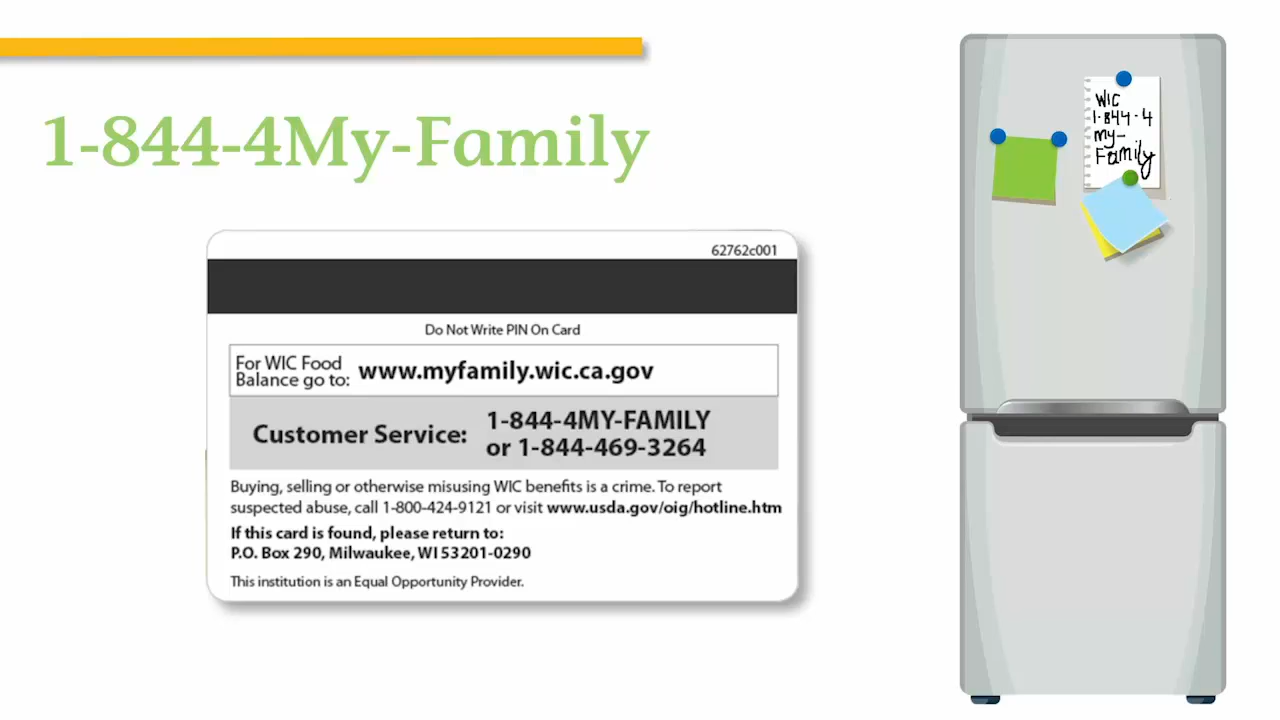 1-844-4My-Family
62762c001
Do Not Write PIN On Card
For WIC Food
Balance go to: www.myfamily.wic.ca.gov
Customer Service: 1-844-4MY-FAMILY
or 1-844-469-3264
Buying, selling or otherwise misusing WIC benefits is a crime. To report
suspected abuse, call 1-800-424-9121 or visit www.usda.gov/oig/hotline.htm
If this card is found, please return to:
P.O. Box 290, Milwaukee, WI 53201-0290
This institution is an Equal Opportunity Provider.
WIC
1-844-4
my-
Family